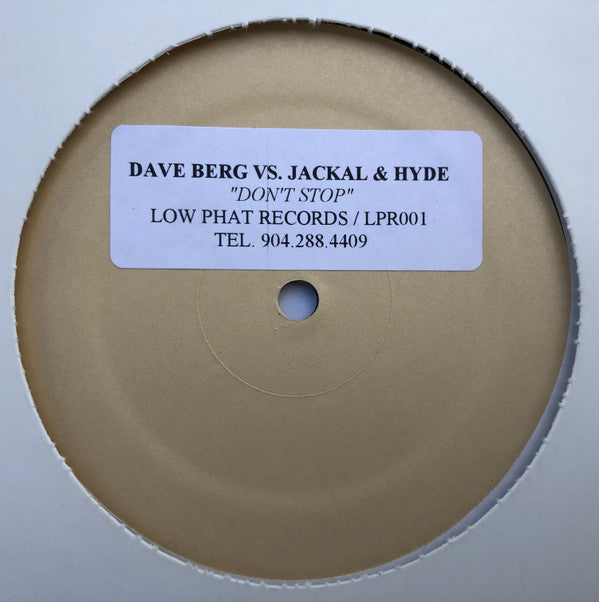 DAVE BERG VS. JACKAL & HYDE
"DON'T STOP"
LOW PHAT RECORDS / LPR001
TEL. 904.288.4409